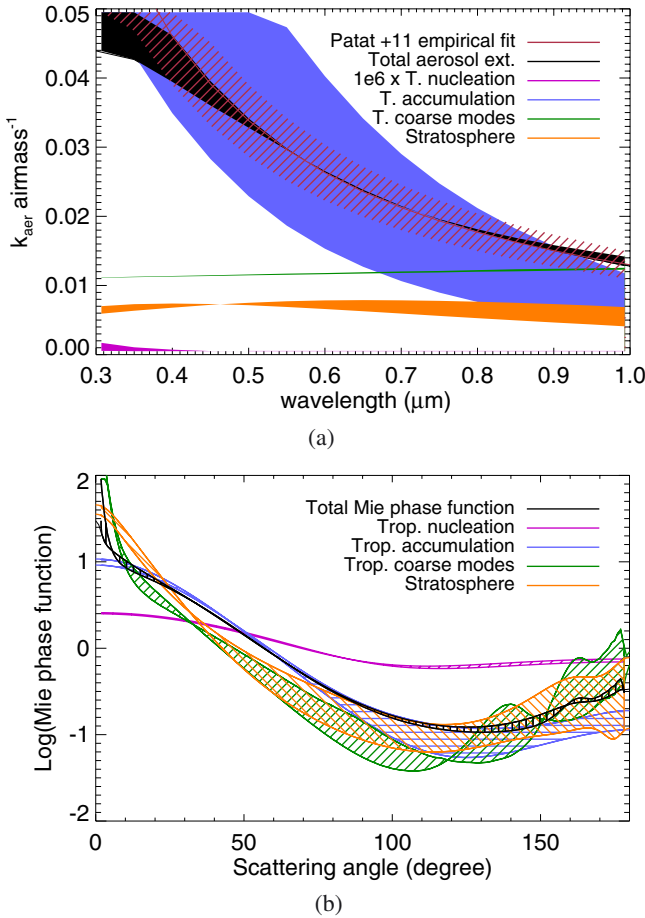 0.05
0.04
0.03
0.02
0.01
0.00
k_aer airmass^-1
Patat +11 empirical fit
Total aerosol ext.
1e6 x T. nucleation
T. accumulation
T. coarse modes
Stratosphere
0.3 0.4 0.5 0.6 0.7 0.8 0.9 1.0
wavelength (μm)
(a)
2
1
0
-1
-2
Log(Mie phase function)
Total Mie phase function
Trop. nucleation
Trop. accumulation
Trop. coarse modes
Stratosphere
0 50 100 150
Scattering angle (degree)
(b)